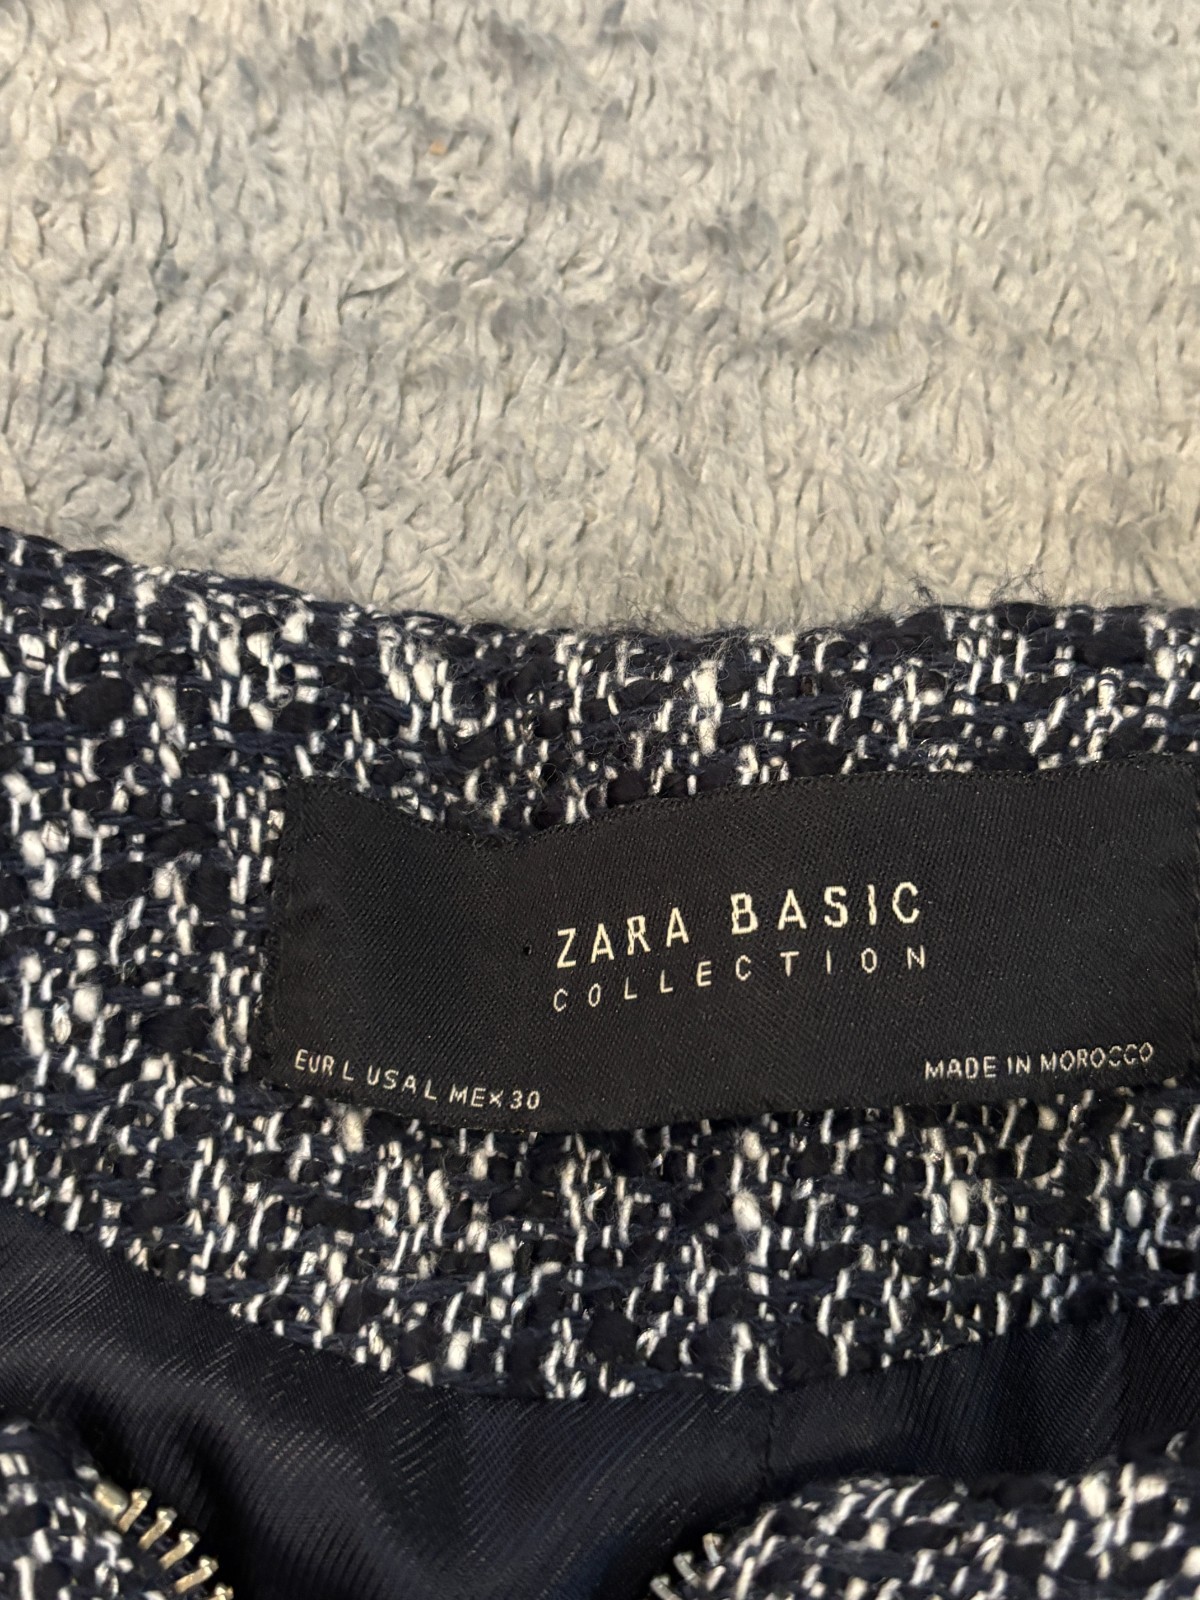 ZARA BASIC
COLLECTION
EUR L USA L MEX 30
MADE IN MOROCCO